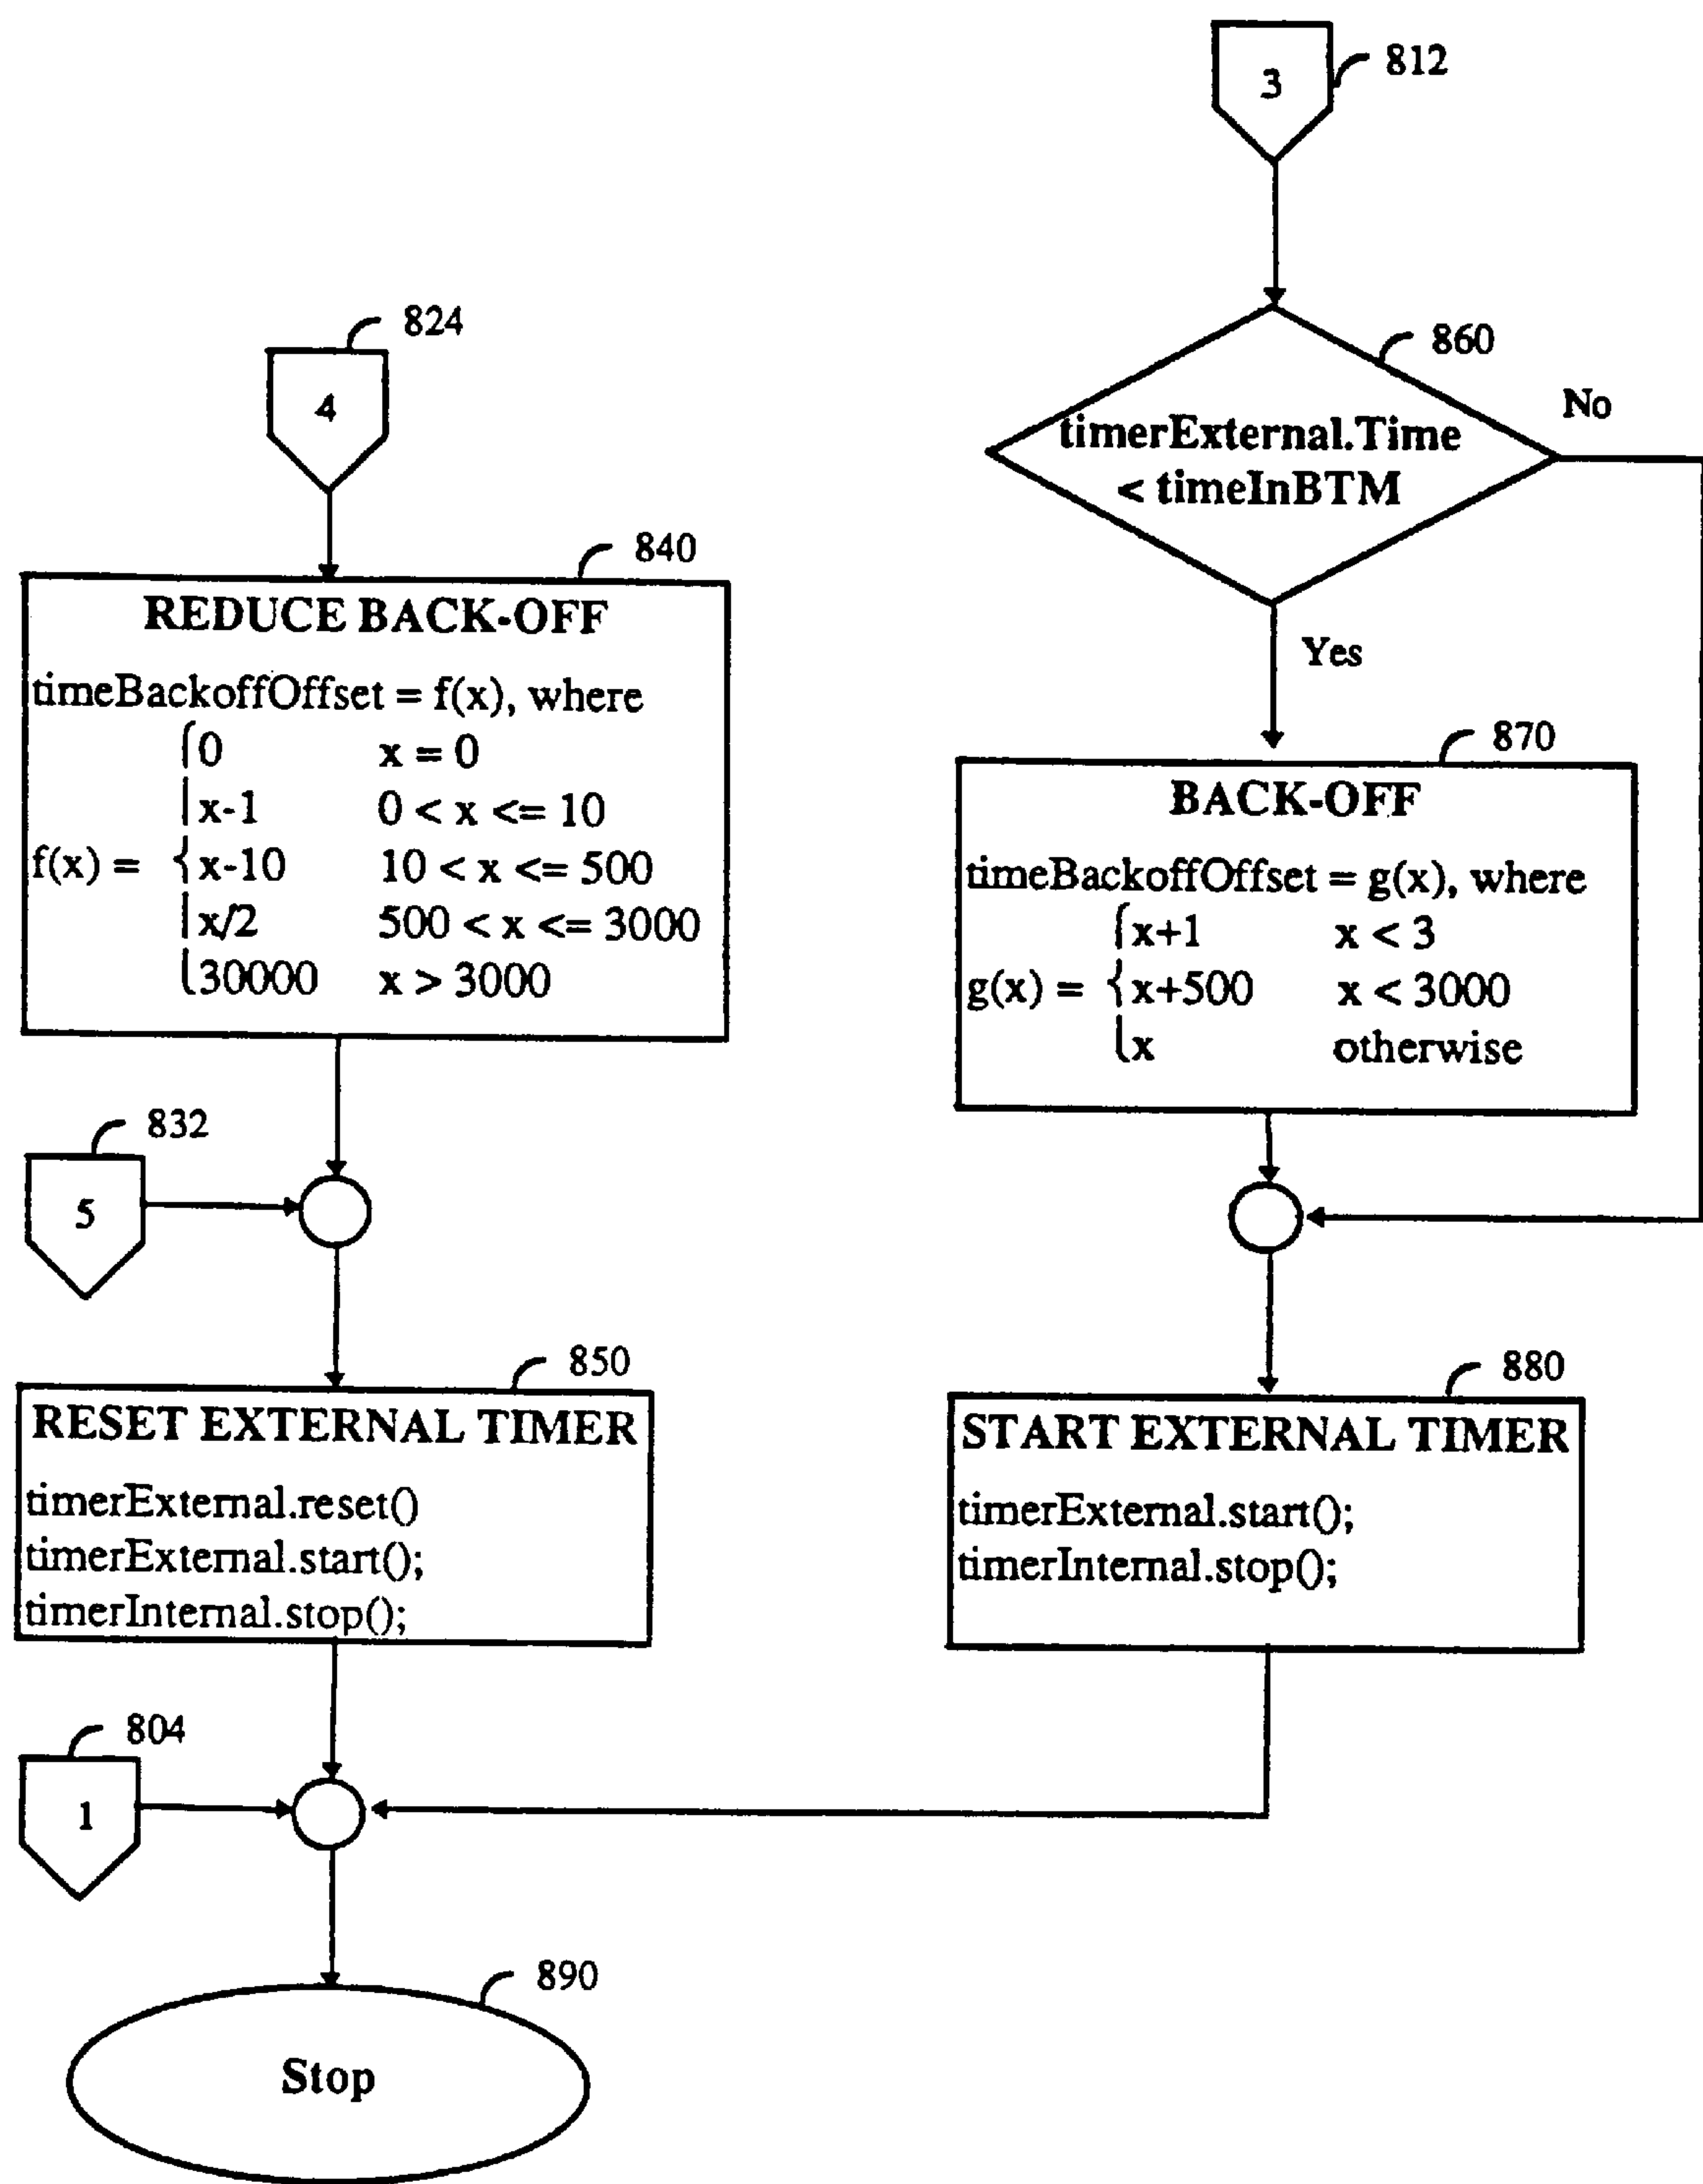 3
812
860
timerExternal.Time
< timeInBTM
No
Yes
824
4
840
REDUCE BACK-OFF
timeBackoffOffset = f(x), where
0 x = 0
x-1 0 < x <= 10
f(x) = { x-10 10 < x <= 500
x/2 500 < x <= 3000
30000 x > 3000
870
BACK-OFF
timeBackoffOffset = g(x), where
x+1 x < 3
g(x) = { x+500 x < 3000
x otherwise
832
5
850
RESET EXTERNAL TIMER
timerExternal.reset()
timerExternal.start();
timerInternal.stop();
880
START EXTERNAL TIMER
timerExternal.start();
timerInternal.stop();
804
1
890
Stop